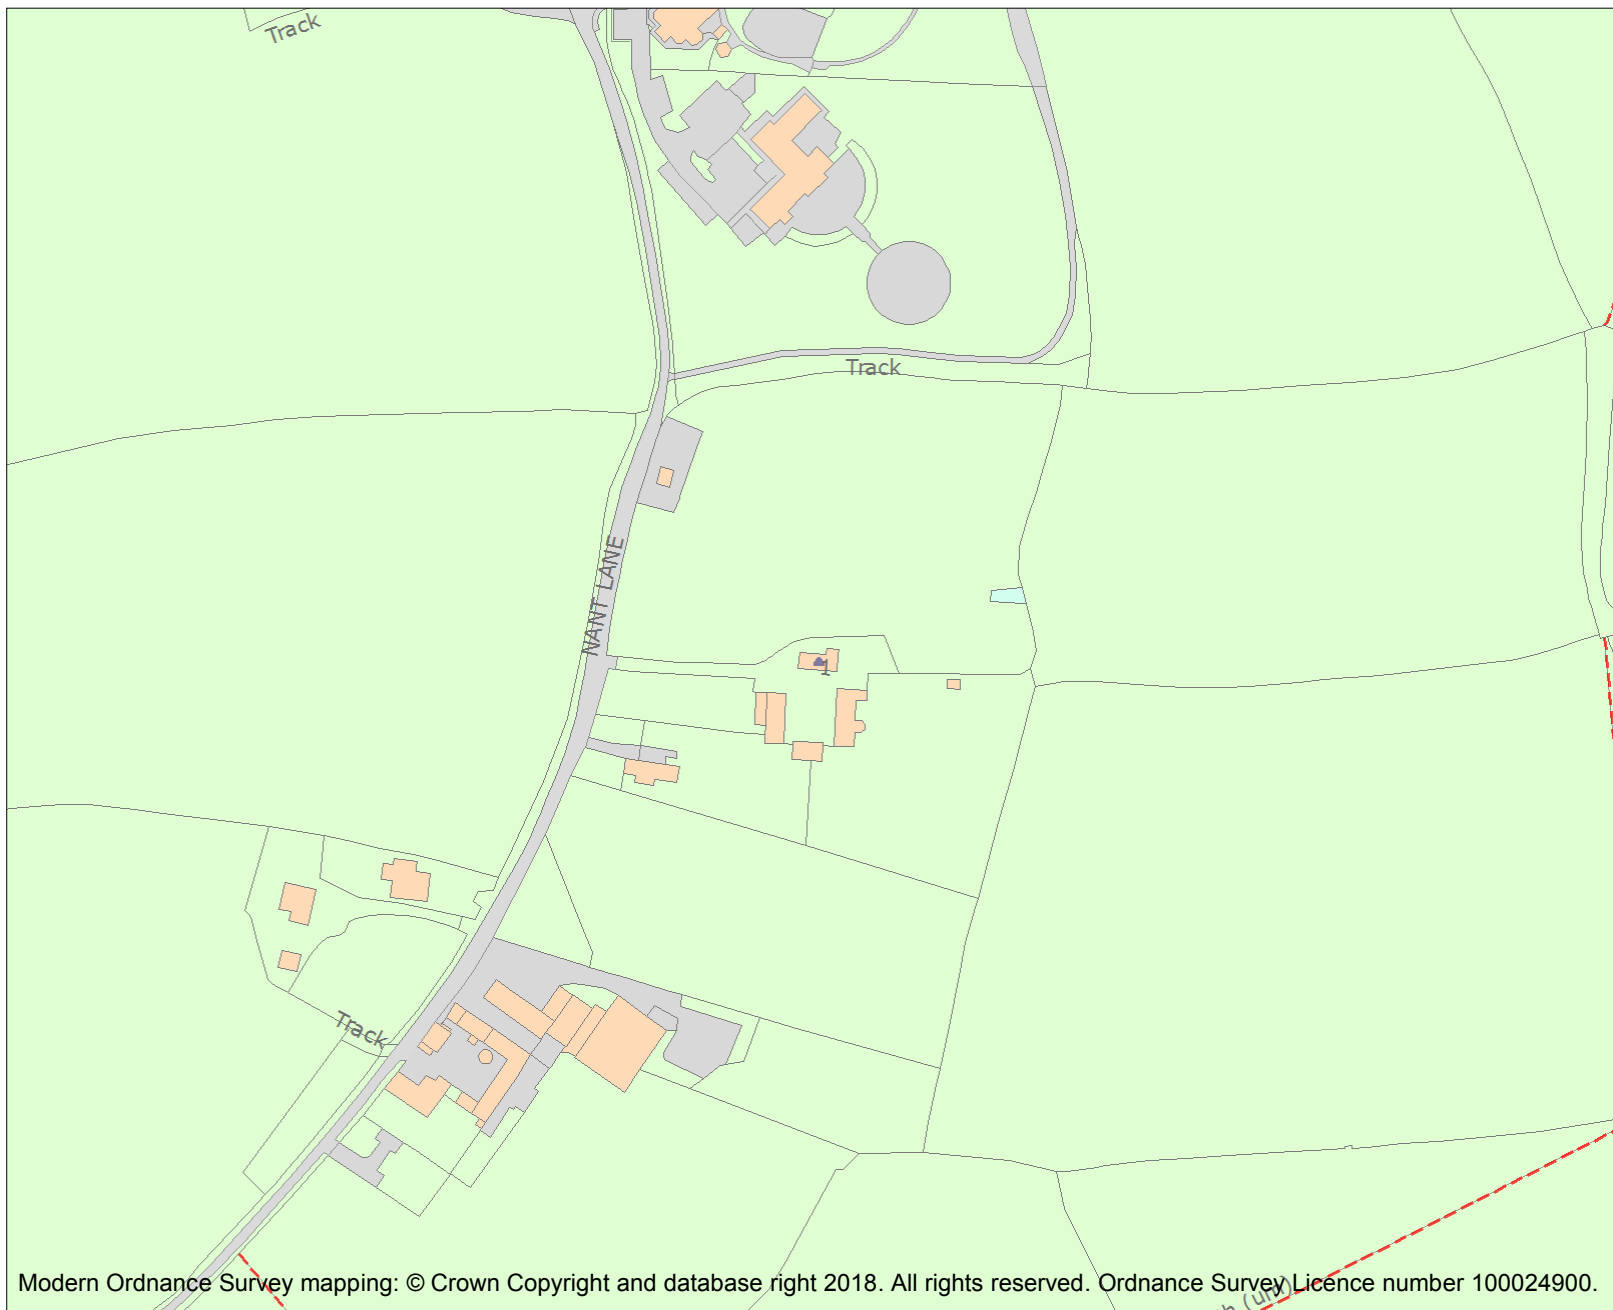 Track
Track
NANT LANE
1
Track
h (um)
Modern Ordnance Survey mapping: © Crown Copyright and database right 2018. All rights reserved. Ordnance Survey Licence number 100024900.